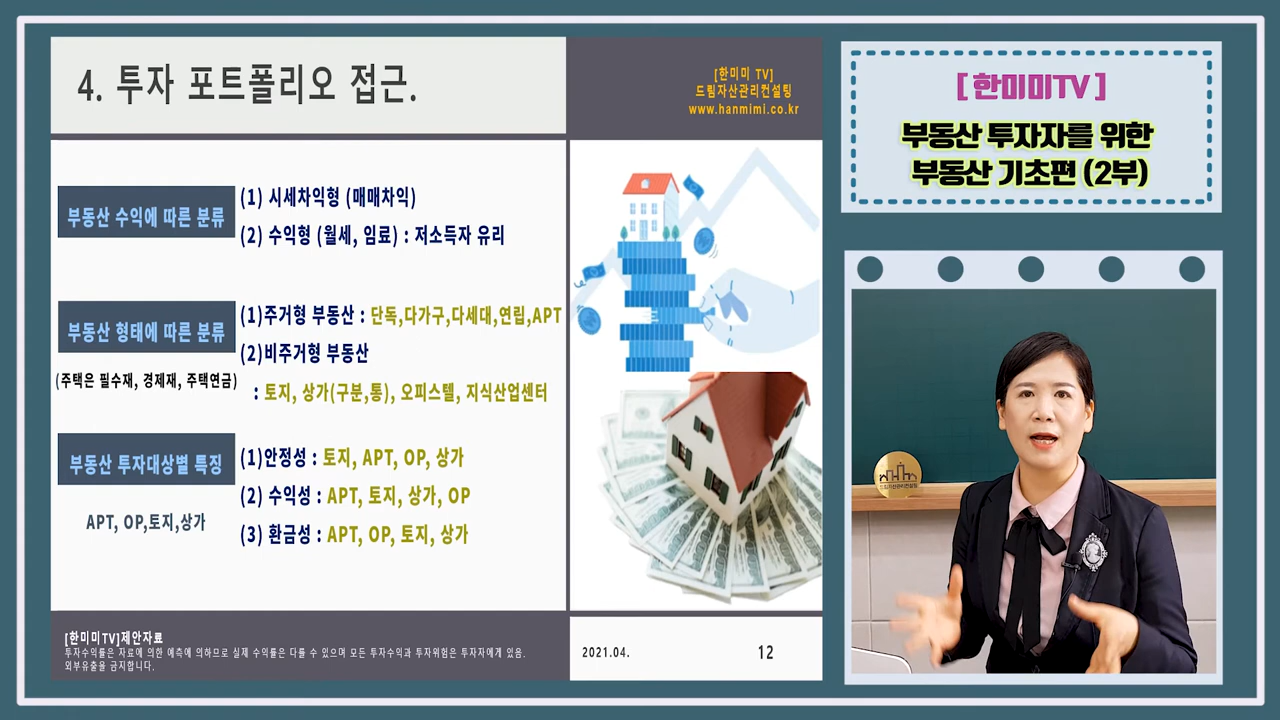 4. 투자 포트폴리오 접근.
[한미미 TV]
드림자산관리컨설팅
www.hanmimi.co.kr
부동산 수익에 따른 분류
(1) 시세차익형 (매매차익)
(2) 수익형 (월세, 임료) : 저소득자 유리
부동산 형태에 따른 분류
(주택은 필수재, 경제재, 주택연금)
(1)주거형 부동산 : 단독,다가구,다세대,연립,APT
(2)비주거형 부동산
: 토지, 상가(구분,통), 오피스텔, 지식산업센터
부동산 투자대상별 특징
APT, OP,토지,상가
(1)안정성 : 토지, APT, OP, 상가
(2) 수익성 : APT, 토지, 상가, OP
(3) 환금성 : APT, OP, 토지, 상가
[한미미TV]제안자료
투자수익률은 자료에 의한 예측에 의하므로 실제 수익률은 다를 수 있으며 모든 투자수익과 투자위험은 투자자에게 있음.
외부유출을 금지합니다.
2021.04.
12
[한미미TV]
부동산 투자자를 위한
부동산 기초편 (2부)
드림자산관리컨설팅